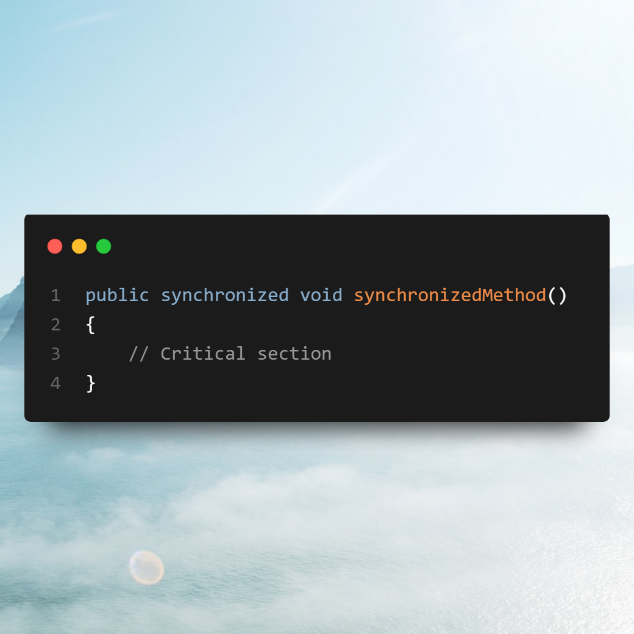 1 public synchronized void synchronizedMethod()
2 {
3     // Critical section
4 }